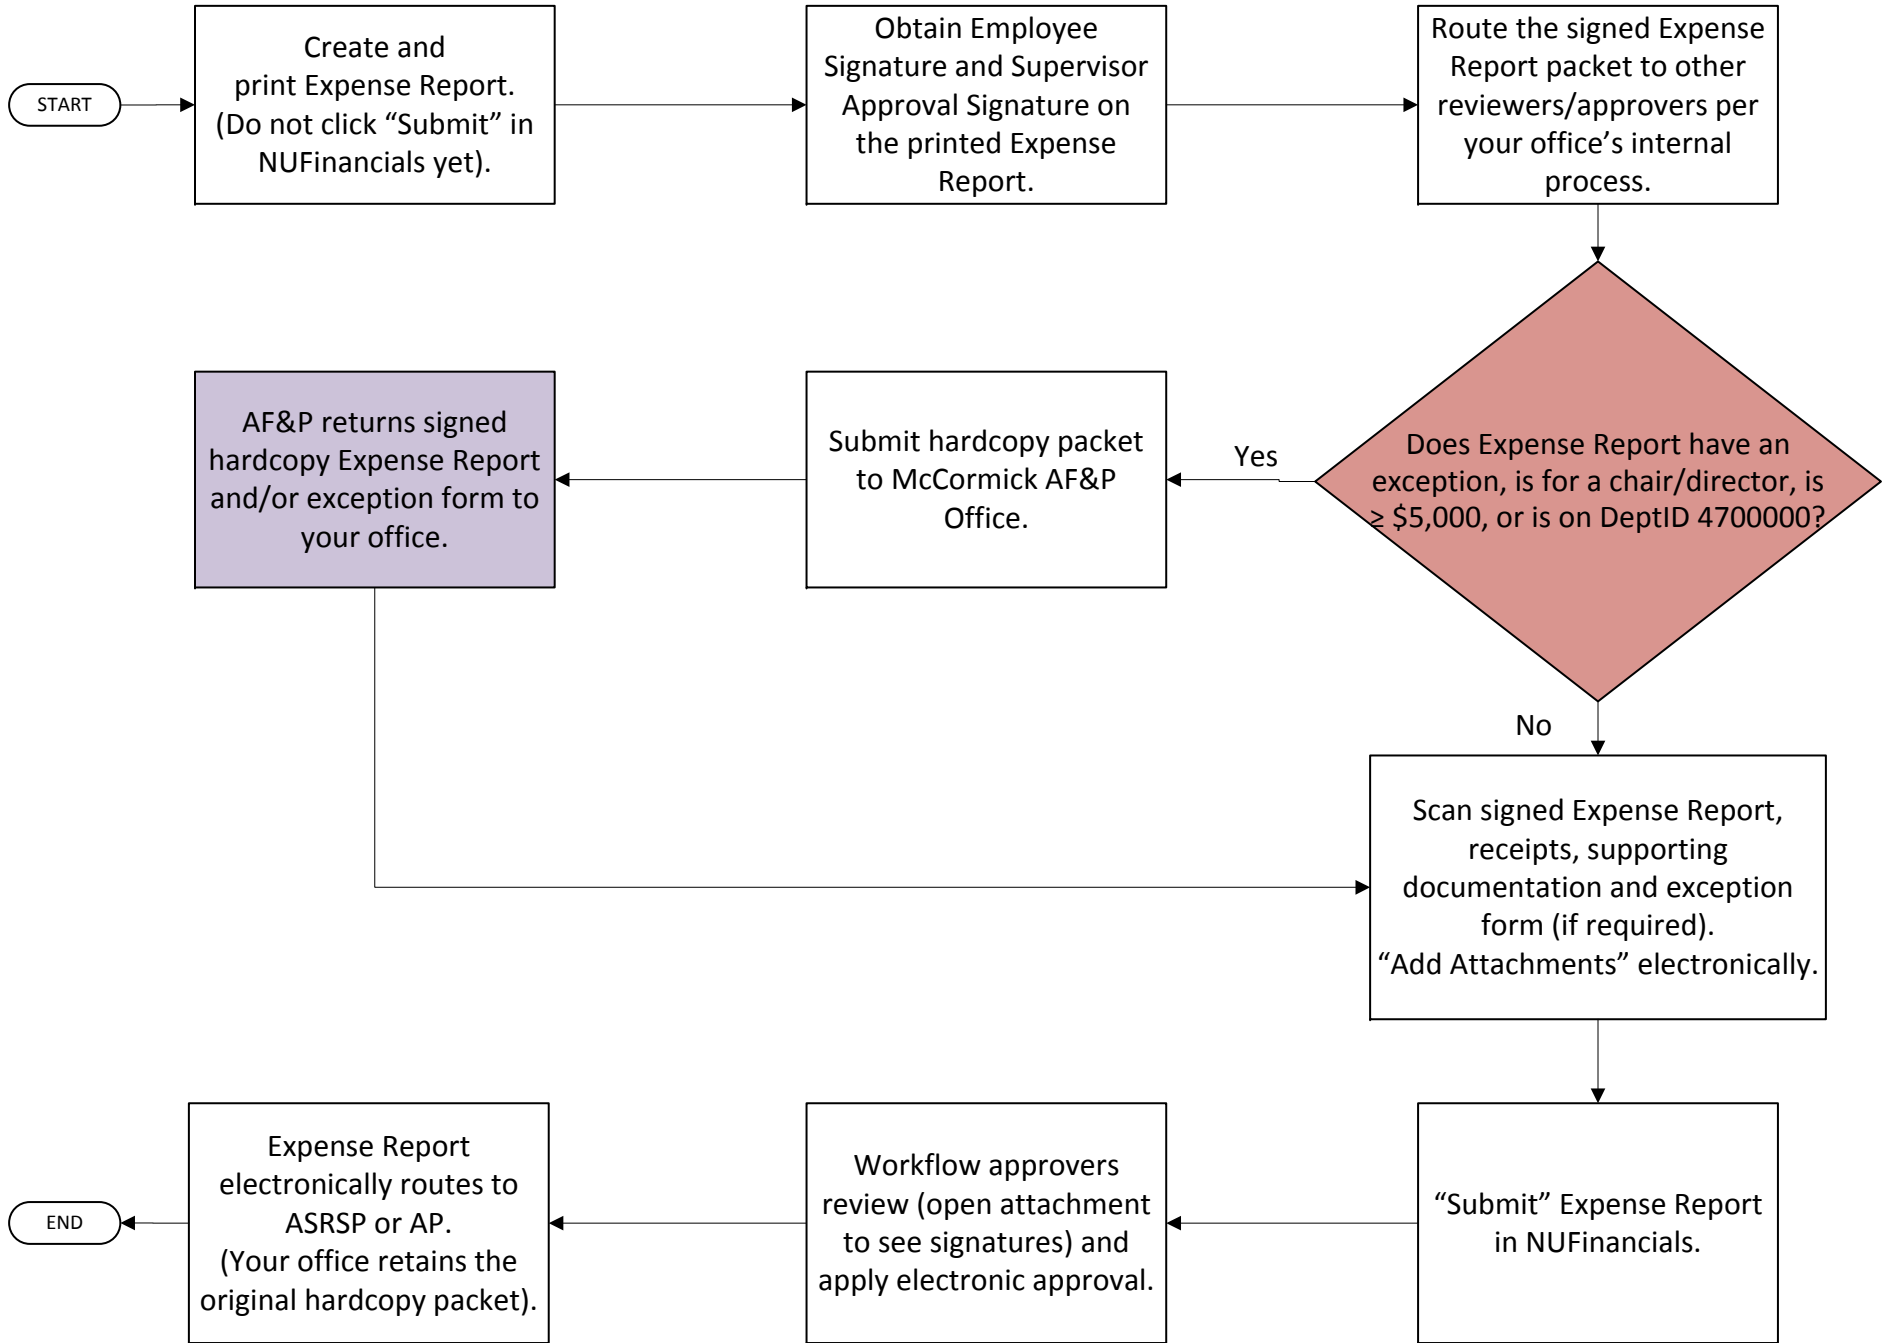 START
Create and
print Expense Report.
(Do not click “Submit” in
NUFinancials yet).
Obtain Employee
Signature and Supervisor
Approval Signature on
the printed Expense
Report.
Route the signed Expense
Report packet to other
reviewers/approvers per
your office’s internal
process.
Does Expense Report have an
exception, is for a chair/director, is
≥ $5,000, or is on DeptID 4700000?
Yes
Submit hardcopy packet
to McCormick AF&P
Office.
AF&P returns signed
hardcopy Expense Report
and/or exception form to
your office.
No
Scan signed Expense Report,
receipts, supporting
documentation and exception
form (if required).
“Add Attachments” electronically.
“Submit” Expense Report
in NUFinancials.
Workflow approvers
review (open attachment
to see signatures) and
apply electronic approval.
Expense Report
electronically routes to
ASRSP or AP.
(Your office retains the
original hardcopy packet).
END